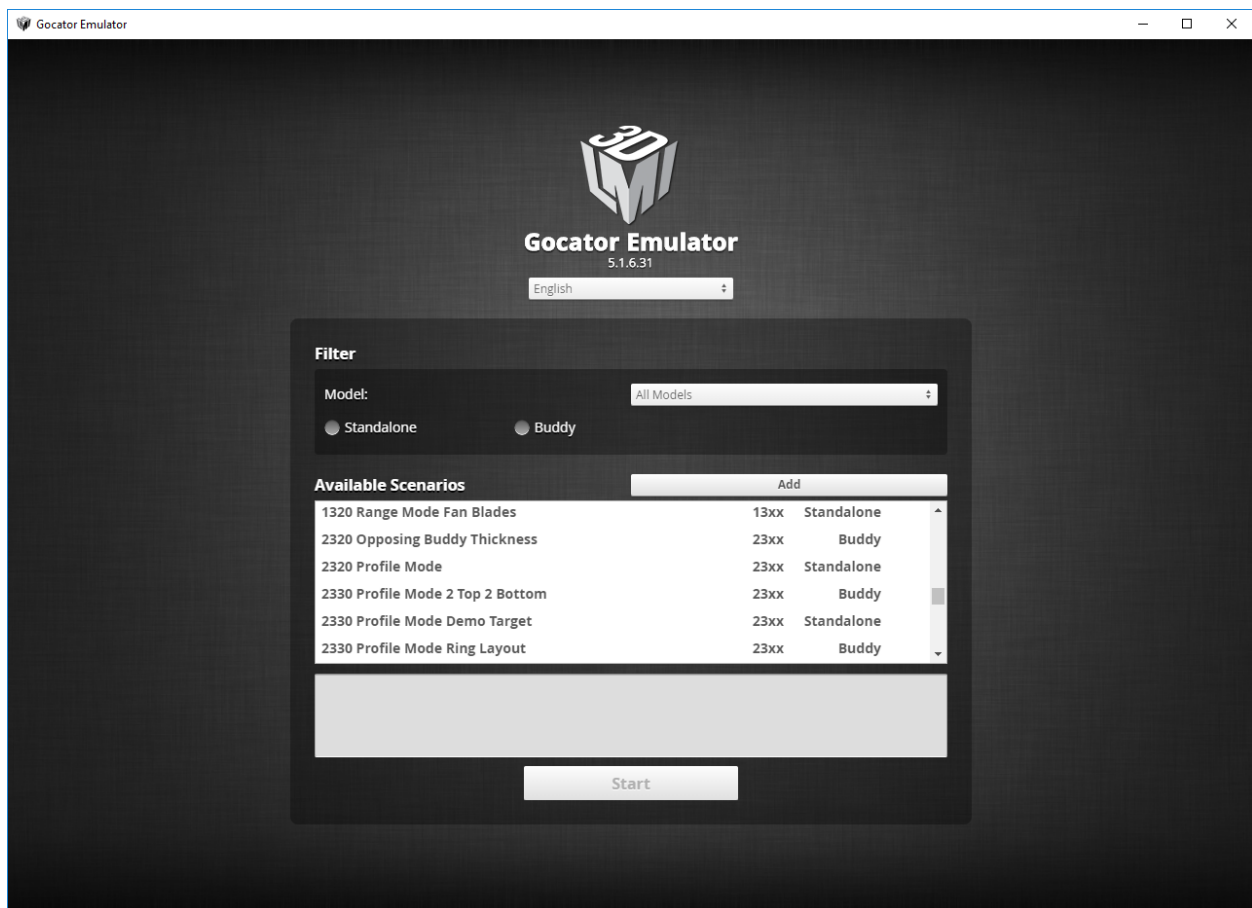 Gocator Emulator
3D
LMI
Gocator Emulator
5.1.6.31
English
Filter
Model: All Models
Standalone Buddy
Available Scenarios Add
1320 Range Mode Fan Blades 13xx Standalone
2320 Opposing Buddy Thickness 23xx Buddy
2320 Profile Mode 23xx Standalone
2330 Profile Mode 2 Top 2 Bottom 23xx Buddy
2330 Profile Mode Demo Target 23xx Standalone
2330 Profile Mode Ring Layout 23xx Buddy
Start